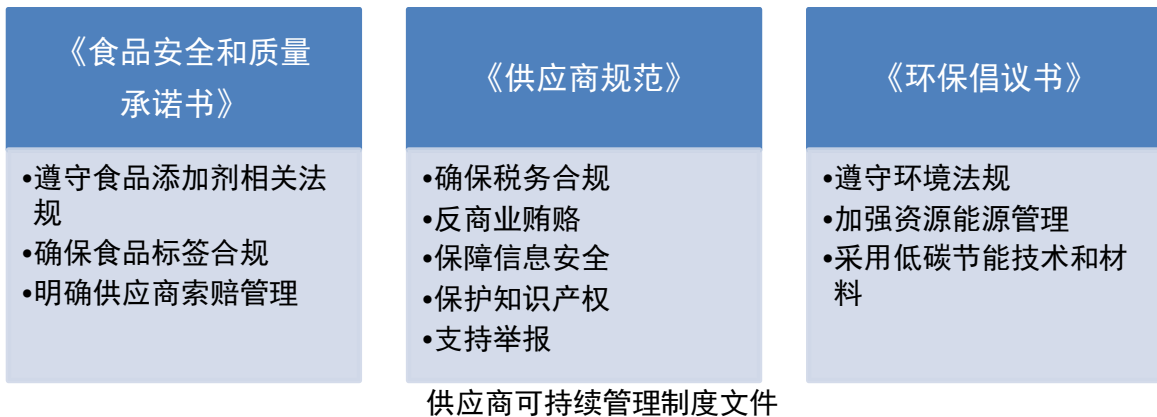 《食品安全和质量
承诺书》
•遵守食品添加剂相关法
规
•确保食品标签合规
•明确供应商索赔管理
《供应商规范》
•确保税务合规
•反商业贿赂
•保障信息安全
•保护知识产权
•支持举报
《环保倡议书》
•遵守环境法规
•加强资源能源管理
•采用低碳节能技术和材
料
供应商可持续管理制度文件